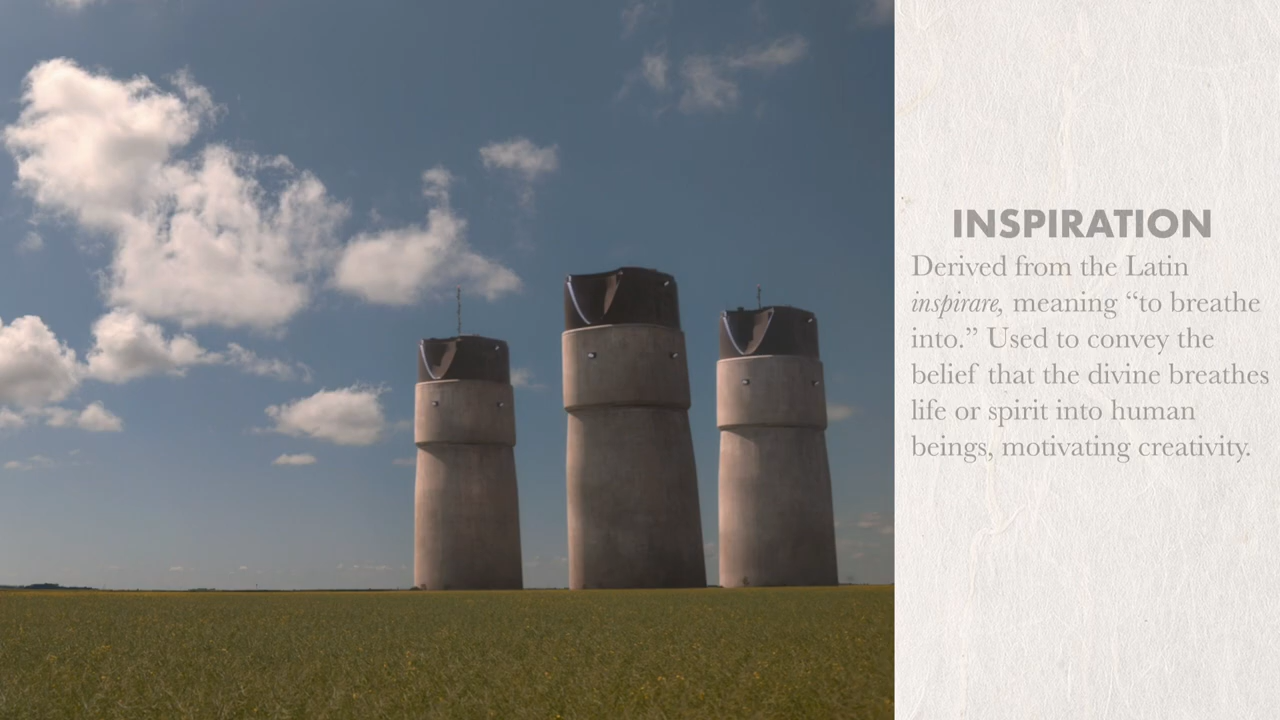 INSPIRATION
Derived from the Latin
inspirare, meaning “to breathe
into.” Used to convey the
belief that the divine breathes
life or spirit into human
beings, motivating creativity.